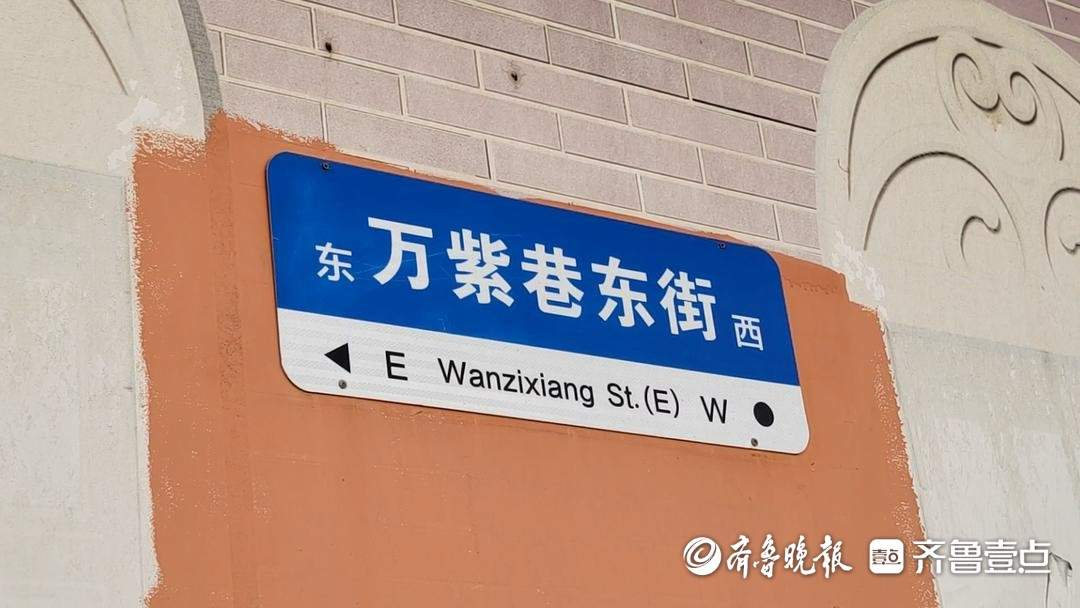 东 万紫巷东街 西
◀ E Wanzixiang St.(E) W ●
齐鲁晚报 壹点 齐鲁壹点